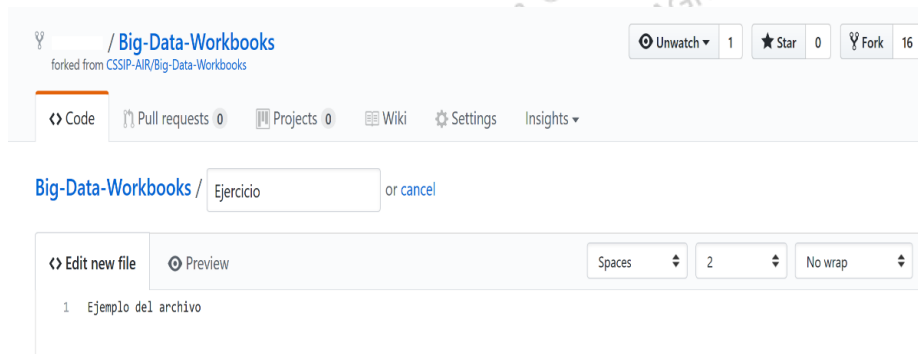 / Big-Data-Workbooks
forked from CSSIP-AIR/Big-Data-Workbooks
Unwatch 1 Star 0 Fork 16
Code Pull requests 0 Projects 0 Wiki Settings Insights
Big-Data-Workbooks / Ejercicio or cancel
Edit new file Preview Spaces 2 No wrap
1 Ejemplo del archivo